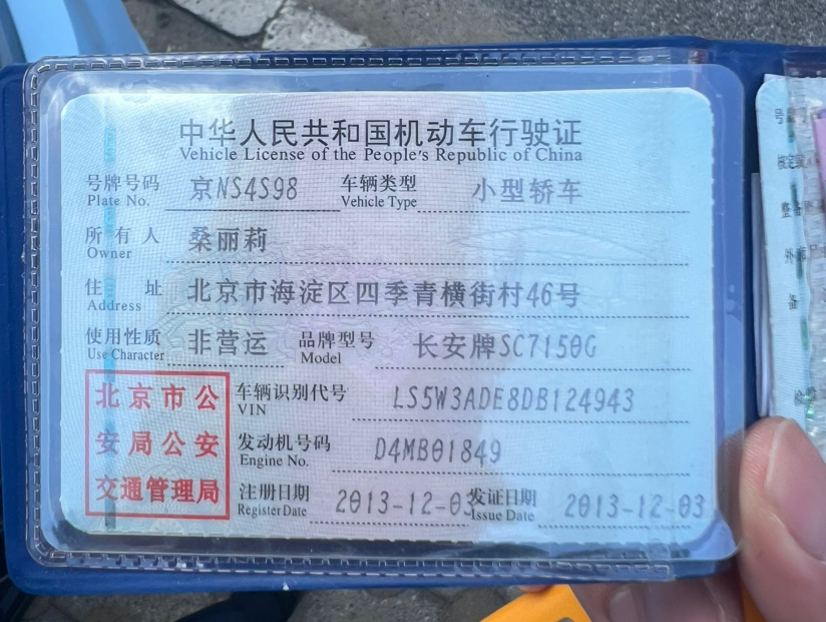 中华人民共和国机动车行驶证
Vehicle License of the People's Republic of China
号牌号码 京NS4S98 车辆类型 小型轿车
Plate No. Vehicle Type
所有人 桑丽莉
Owner
住址 北京市海淀区四季青横街村46号
Address
使用性质 非营运 品牌型号 长安牌SC7150G
Use Character Model
北京市公 车辆识别代号 LS5W3ADE8DB124943
VIN
安局公安 发动机号码 D4MB01849
Engine No.
交通管理局 注册日期 2013-12-03 发证日期 2013-12-03
Register Date Issue Date